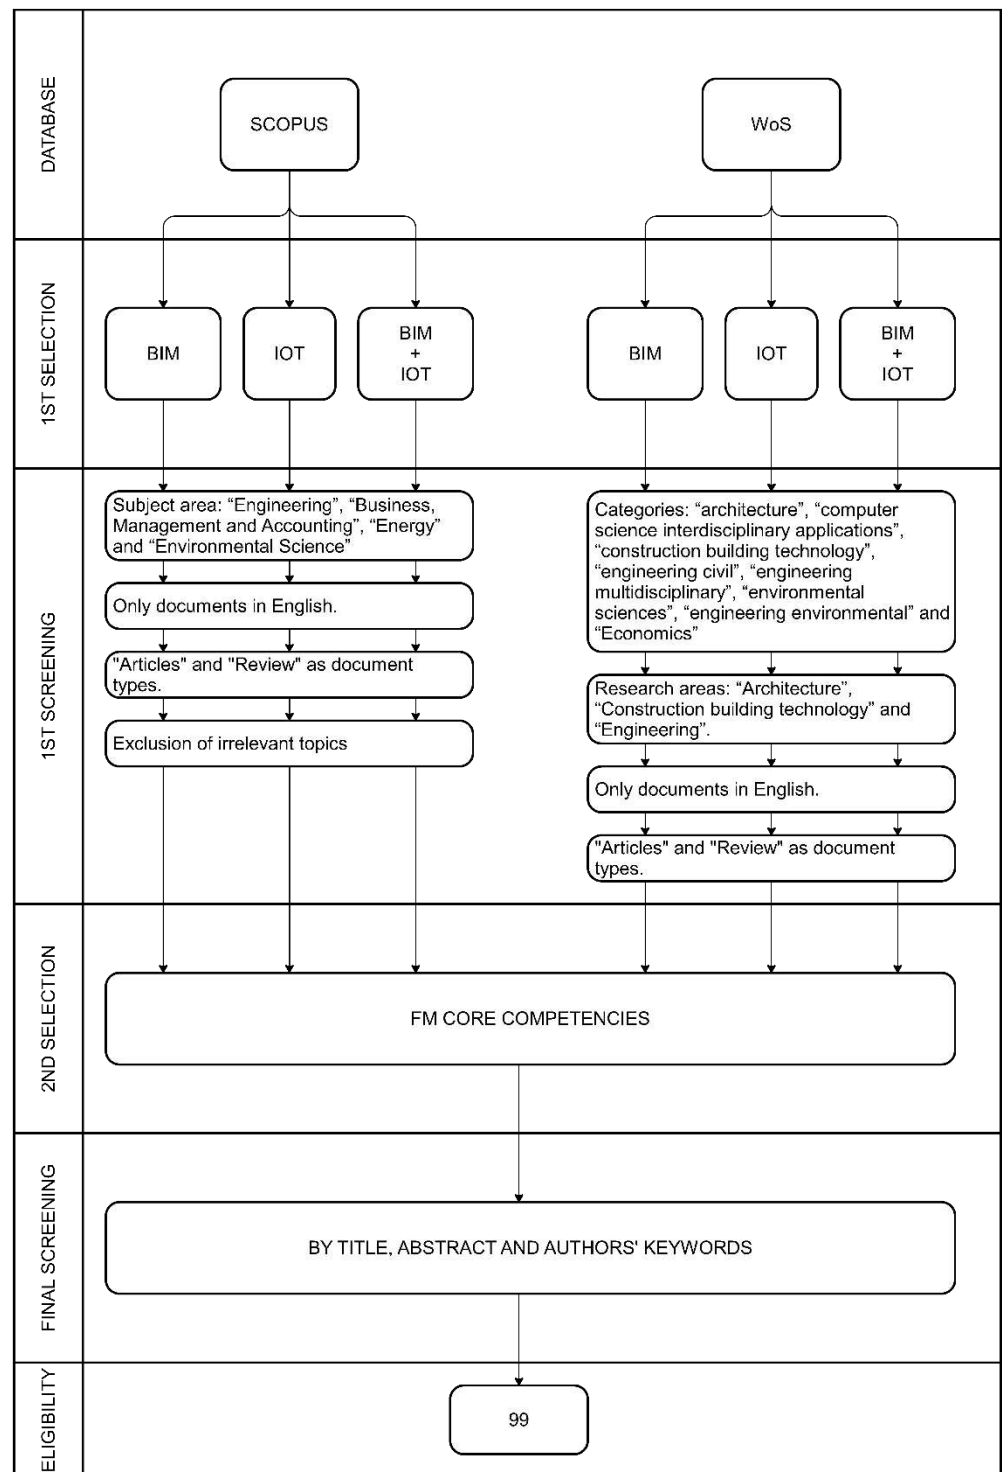 DATABASE
SCOPUS
WoS
1ST SELECTION
BIM
IOT
BIM
+
IOT
BIM
IOT
BIM
+
IOT
1ST SCREENING
Subject area: “Engineering”, “Business,
Management and Accounting”, “Energy”
and “Environmental Science”
Only documents in English.
"Articles" and "Review" as document
types.
Exclusion of irrelevant topics
Categories: “architecture”, “computer
science interdisciplinary applications”,
“construction building technology”,
“engineering civil”, “engineering
multidisciplinary”, “environmental
sciences”, “engineering environmental” and
“Economics”
Research areas: “Architecture”,
“Construction building technology” and
“Engineering”.
Only documents in English.
"Articles" and "Review" as document
types.
2ND SELECTION
FM CORE COMPETENCIES
FINAL SCREENING
BY TITLE, ABSTRACT AND AUTHORS' KEYWORDS
ELIGIBILITY
99